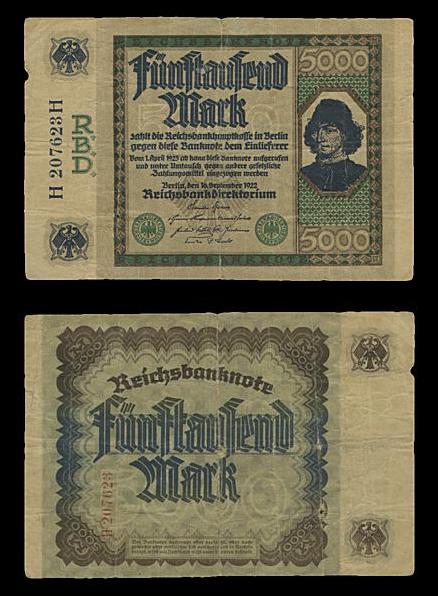 Fünftausend
Mark
zahlt die Reichsbankhauptkasse in Berlin
gegen diese Banknote dem Einlieferer
Vom 1. April 1923 ab kann diese Banknote aufgerufen
und unter Umtausch gegen andere gesetzliche
Zahlungsmittel eingezogen werden
Berlin, den 16. September 1922
Reichsbankdirektorium
5000
5000
H 207623 H
R.B.D.
Reichsbanknote
Fünftausend
Mark
5000
H 207623